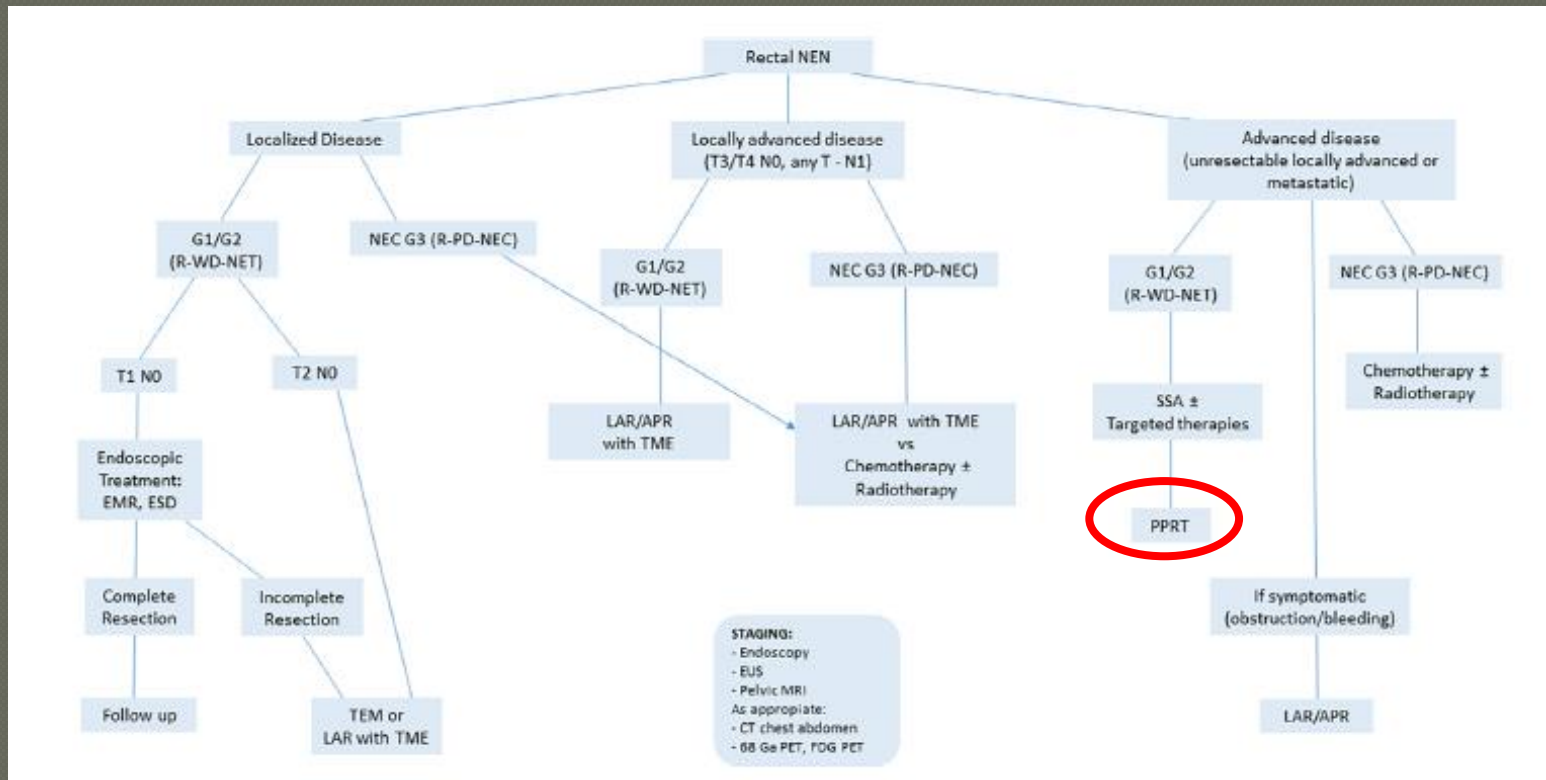 Rectal NEN
Localized Disease
Locally advanced disease
(T3/T4 N0, any T - N1)
Advanced disease
(unresectable locally advanced or
metastatic)
G1/G2
(R-WD-NET)
NEC G3 (R-PD-NEC)
G1/G2
(R-WD-NET)
NEC G3 (R-PD-NEC)
G1/G2
(R-WD-NET)
NEC G3 (R-PD-NEC)
T1 N0
T2 N0
LAR/APR
with TME
LAR/APR with TME
vs
Chemotherapy ±
Radiotherapy
SSA ±
Targeted therapies
Chemotherapy ±
Radiotherapy
Endoscopic
Treatment:
EMR, ESD
PPRT
Complete
Resection
Incomplete
Resection
If symptomatic
(obstruction/bleeding)
Follow up
TEM or
LAR with TME
STAGING:
- Endoscopy
- EUS
- Pelvic MRI
As appropiate:
- CT chest abdomen
- 68 Ga PET, FDG PET
LAR/APR